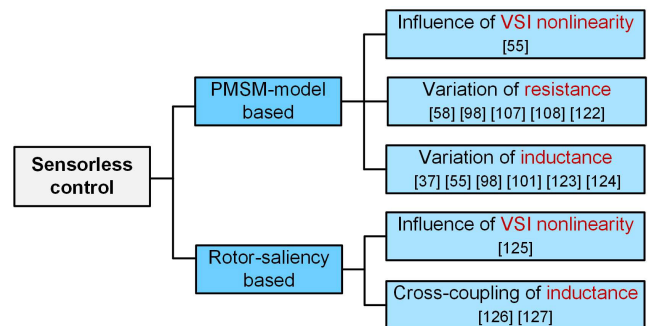 Sensorless
control
PMSM-model
based
Influence of VSI nonlinearity
[55]
Variation of resistance
[58] [98] [107] [108] [122]
Variation of inductance
[37] [55] [98] [101] [123] [124]
Rotor-saliency
based
Influence of VSI nonlinearity
[125]
Cross-coupling of inductance
[126] [127]